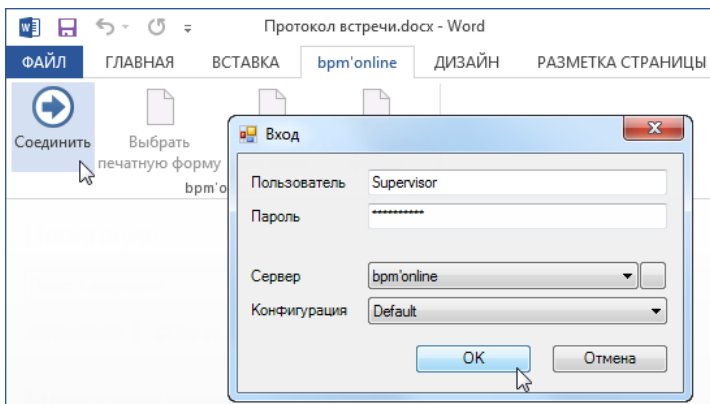 Протокол встречи.docx - Word
ФАЙЛ ГЛАВНАЯ ВСТАВКА bpm'online ДИЗАЙН РАЗМЕТКА СТРАНИЦЫ
Соединить
Выбрать
печатную форму
bpm'o
Вход
Пользователь Supervisor
Пароль **********
Сервер bpm'online
Конфигурация Default
OK Отмена